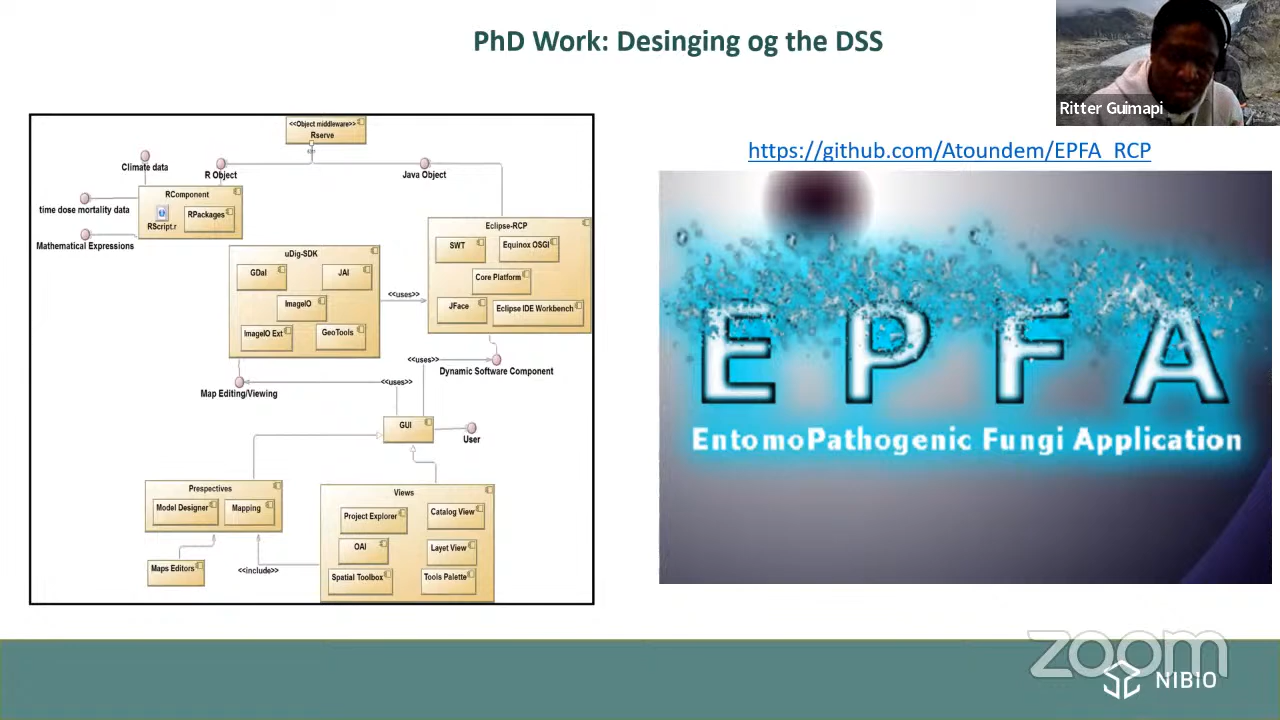 PhD Work: Desinging og the DSS
Ritter Guimapi
https://github.com/Atoundem/EPFA_RCP
<<Object middleware>>
Rserve
Climate data
R Object
Java Object
time dose mortality data
Mathematical Expressions
RComponent
RScript.r
RPackages
Eclipse-RCP
SWT
Equinox OSGI
Core Platform
JFace
Eclipse IDE Workbench
uDig-SDK
GDal
JAI
ImageIO
ImageIO Ext
GeoTools
<<uses>>
<<uses>>
Dynamic Software Component
<<uses>>
Map Editing/Viewing
GUI
User
Prespectives
Model Designer
Mapping
Maps Editors
<<include>>
Views
Project Explorer
Catalog View
OAI
Layet View
Spatial Toolbox
Tools Palette
EPFA
EntomoPathogenic Fungi Application
zoom
NIBIO